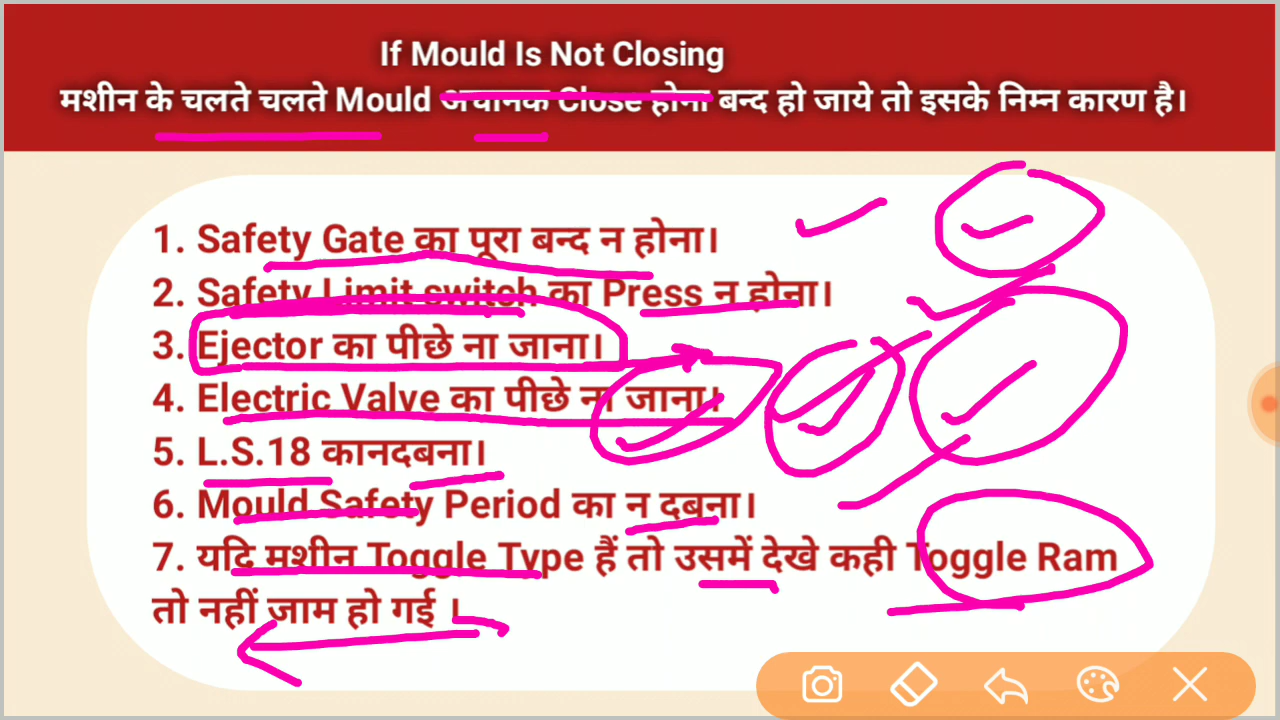 If Mould Is Not Closing
मशीन के चलते चलते Mould अचानक Close होना बन्द हो जाये तो इसके निम्न कारण है।
1. Safety Gate का पूरा बन्द न होना।
2. Safety Limit switch का Press न होना।
3. Ejector का पीछे ना जाना।
4. Electric Valve का पीछे ना जाना।
5. L.S.18 कानदबना।
6. Mould Safety Period का न दबना।
7. यदि मशीन Toggle Type हैं तो उसमें देखे कही Toggle Ram
तो नहीं जाम हो गई ।